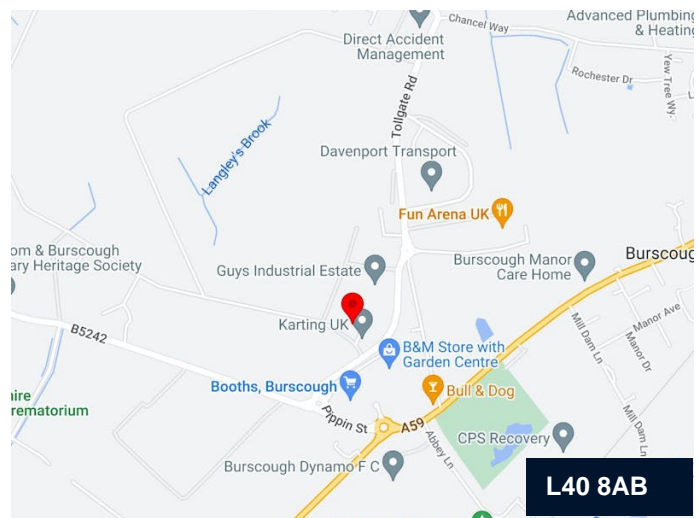 Chancel Way
Advanced Plumbing
& Heating
Direct Accident
Management
Rochester Dr
Yew Tree Wy
Tollgate Rd
Langley's Brook
Davenport Transport
Fun Arena UK
om & Burscough
ary Heritage Society
Guys Industrial Estate
Burscough Manor
Care Home
Burscoug
Karting UK
B5242
Manor Ave
Mill Dam Ln
Manor Dr
B&M Store with
Garden Centre
Booths, Burscough
Bull & Dog
hire
rematorium
Pippin St
A59
Abbey Ln
CPS Recovery
Mill Dam Ln
Burscough Dynamo F C
L40 8AB